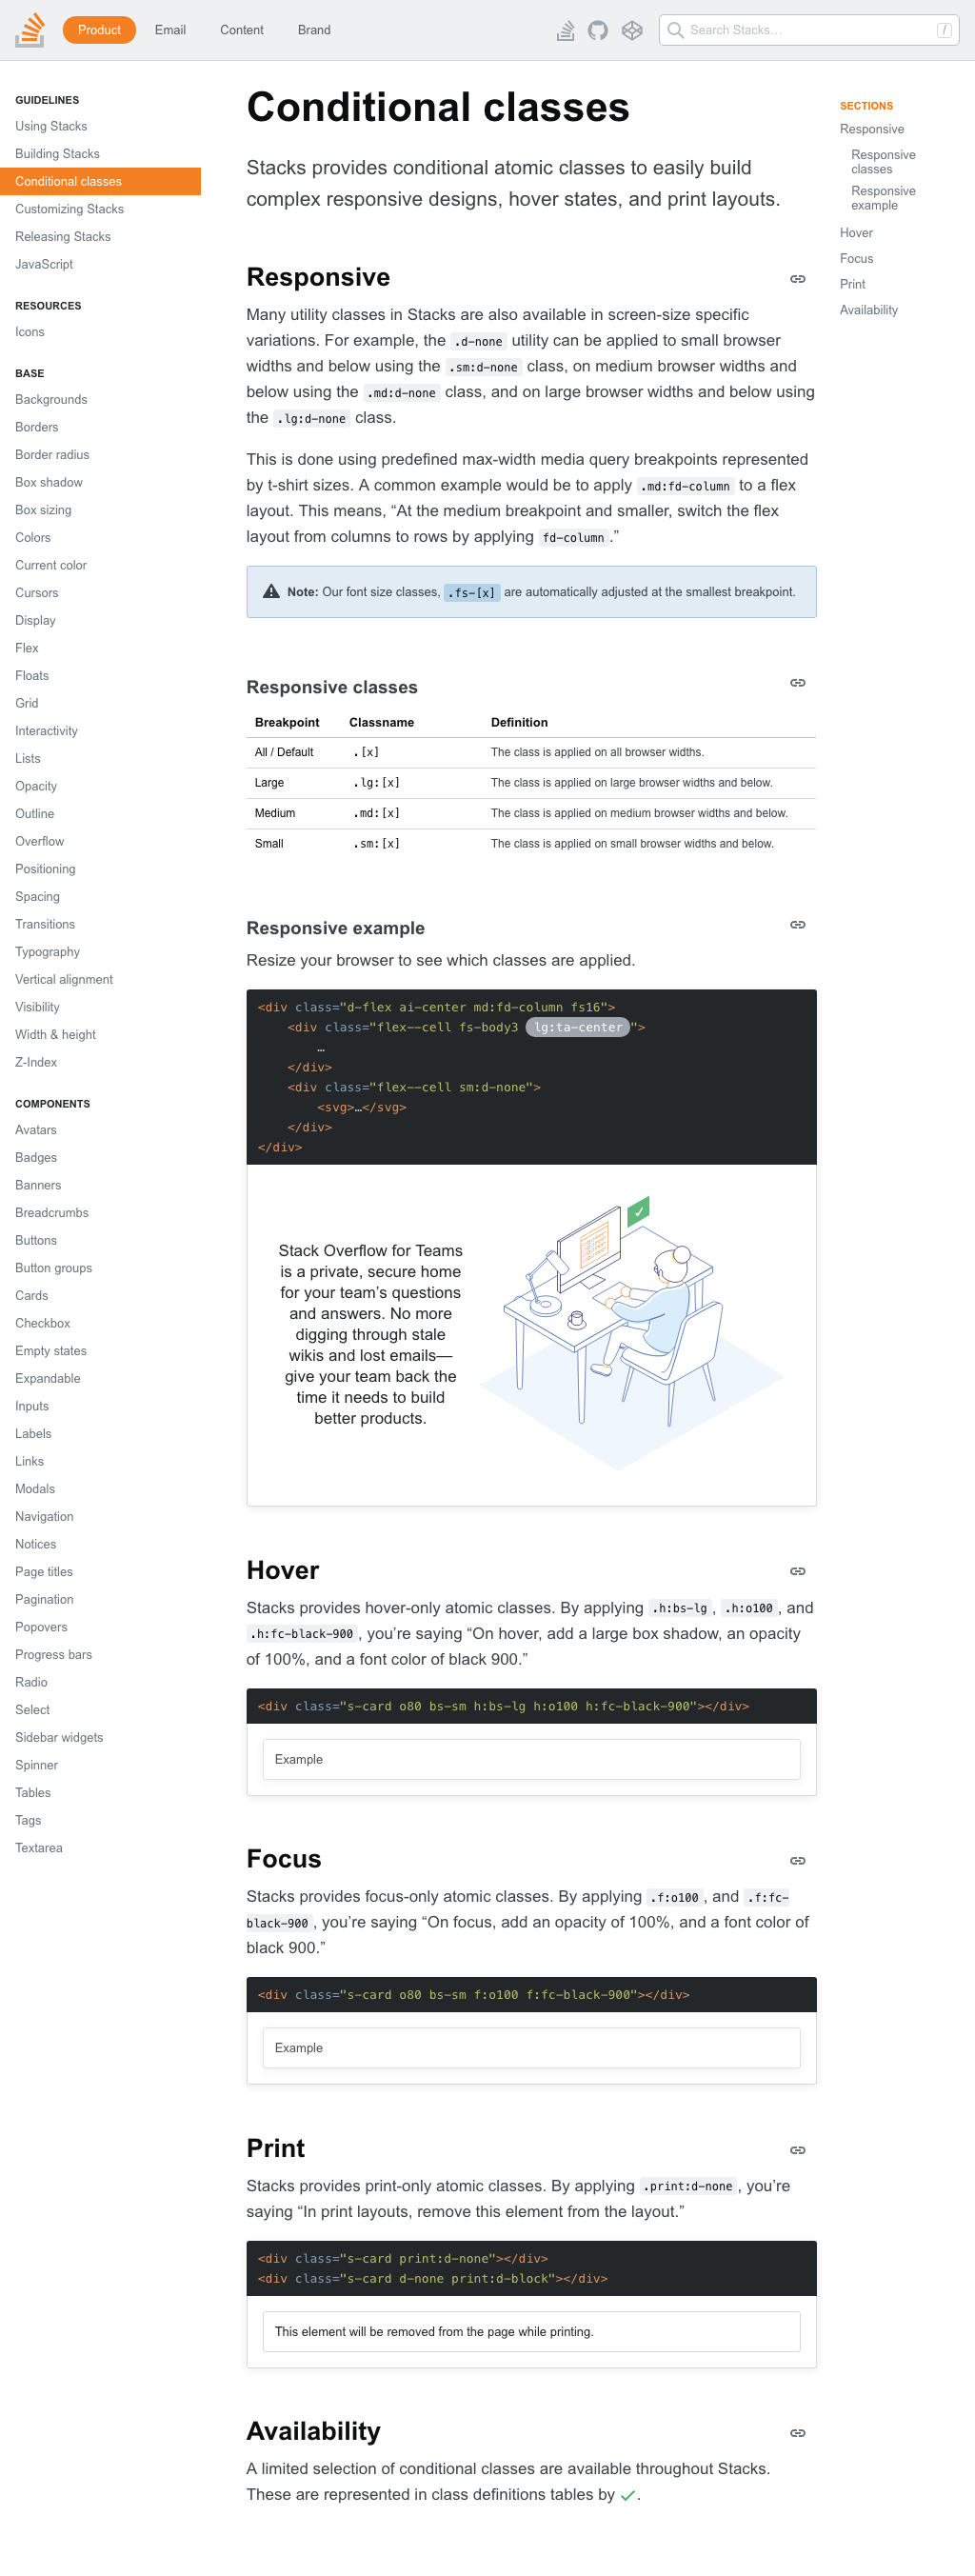 Product Email Content Brand Search Stacks… /
GUIDELINES
Using Stacks
Building Stacks
Conditional classes
Customizing Stacks
Releasing Stacks
JavaScript
RESOURCES
Icons
BASE
Backgrounds
Borders
Border radius
Box shadow
Box sizing
Colors
Current color
Cursors
Display
Flex
Floats
Grid
Interactivity
Lists
Opacity
Outline
Overflow
Positioning
Spacing
Transitions
Typography
Vertical alignment
Visibility
Width & height
Z-Index
COMPONENTS
Avatars
Badges
Banners
Breadcrumbs
Buttons
Button groups
Cards
Checkbox
Empty states
Expandable
Inputs
Labels
Links
Modals
Navigation
Notices
Page titles
Pagination
Popovers
Progress bars
Radio
Select
Sidebar widgets
Spinner
Tables
Tags
Textarea
Conditional classes
Stacks provides conditional atomic classes to easily build
complex responsive designs, hover states, and print layouts.
Responsive
Many utility classes in Stacks are also available in screen-size specific
variations. For example, the .d-none utility can be applied to small browser
widths and below using the .sm:d-none class, on medium browser widths and
below using the .md:d-none class, and on large browser widths and below using
the .lg:d-none class.
This is done using predefined max-width media query breakpoints represented
by t-shirt sizes. A common example would be to apply .md:fd-column to a flex
layout. This means, “At the medium breakpoint and smaller, switch the flex
layout from columns to rows by applying fd-column.”
Note: Our font size classes, .fs-[x] are automatically adjusted at the smallest breakpoint.
Responsive classes
Breakpoint Classname Definition
All / Default .[x] The class is applied on all browser widths.
Large .lg:[x] The class is applied on large browser widths and below.
Medium .md:[x] The class is applied on medium browser widths and below.
Small .sm:[x] The class is applied on small browser widths and below.
Responsive example
Resize your browser to see which classes are applied.
<div class="d-flex ai-center md:fd-column fs16">
<div class="flex--cell fs-body3 lg:ta-center">
…
</div>
<div class="flex--cell sm:d-none">
<svg>…</svg>
</div>
</div>
Stack Overflow for Teams
is a private, secure home
for your team’s questions
and answers. No more
digging through stale
wikis and lost emails—
give your team back the
time it needs to build
better products.
Hover
Stacks provides hover-only atomic classes. By applying .h:bs-lg, .h:o100, and
.h:fc-black-900, you’re saying “On hover, add a large box shadow, an opacity
of 100%, and a font color of black 900.”
<div class="s-card o80 bs-sm h:bs-lg h:o100 h:fc-black-900"></div>
Example
Focus
Stacks provides focus-only atomic classes. By applying .f:o100, and .f:fc-
black-900, you’re saying “On focus, add an opacity of 100%, and a font color of
black 900.”
<div class="s-card o80 bs-sm f:o100 f:fc-black-900"></div>
Example
Print
Stacks provides print-only atomic classes. By applying .print:d-none, you’re
saying “In print layouts, remove this element from the layout.”
<div class="s-card print:d-none"></div>
<div class="s-card d-none print:d-block"></div>
This element will be removed from the page while printing.
Availability
A limited selection of conditional classes are available throughout Stacks.
These are represented in class definitions tables by ✓.
SECTIONS
Responsive
Responsive
classes
Responsive
example
Hover
Focus
Print
Availability